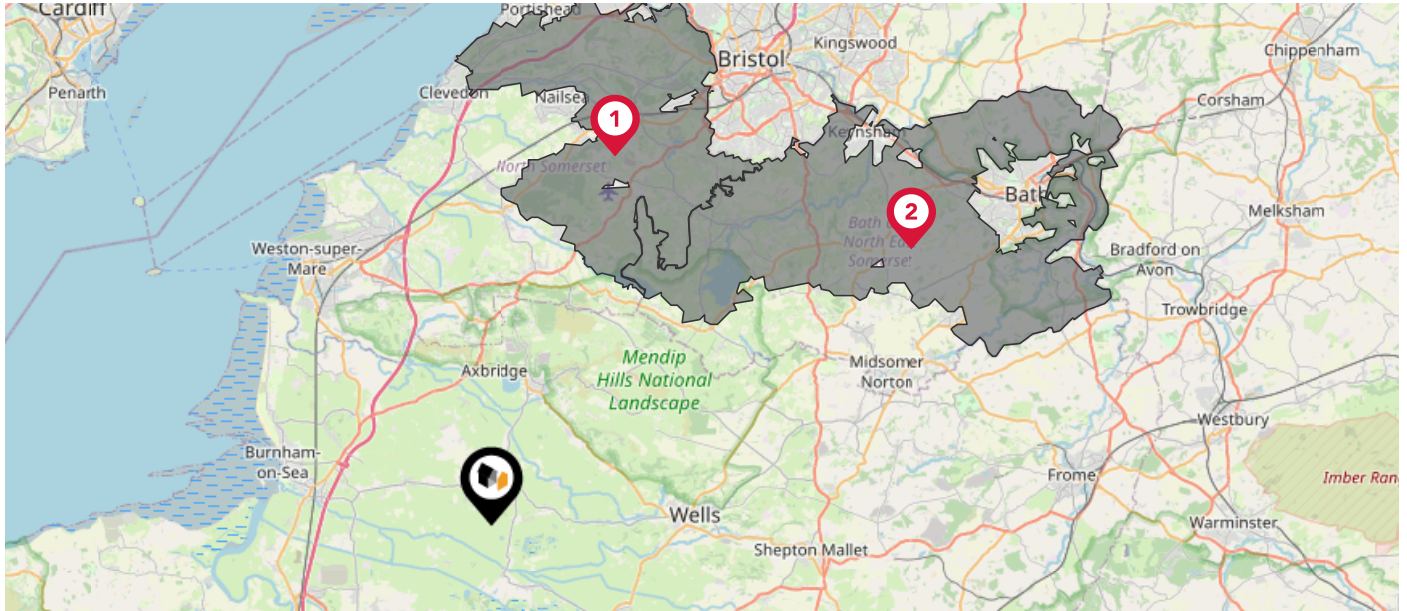 Cardiff
Portishead
Kingswood
Bristol
Chippenham
Penarth
Clevedon
Nailsea
Corsham
1
Keynsham
North Somerset
Bath
2
Melksham
Bath
North East
Somerset
Weston-super-
Mare
Bradford on
Avon
Trowbridge
Mendip
Hills National
Landscape
Axbridge
Midsomer
Norton
Westbury
Burnham-
on-Sea
Frome
Imber Ran
Wells
Warminster
Shepton Mallet